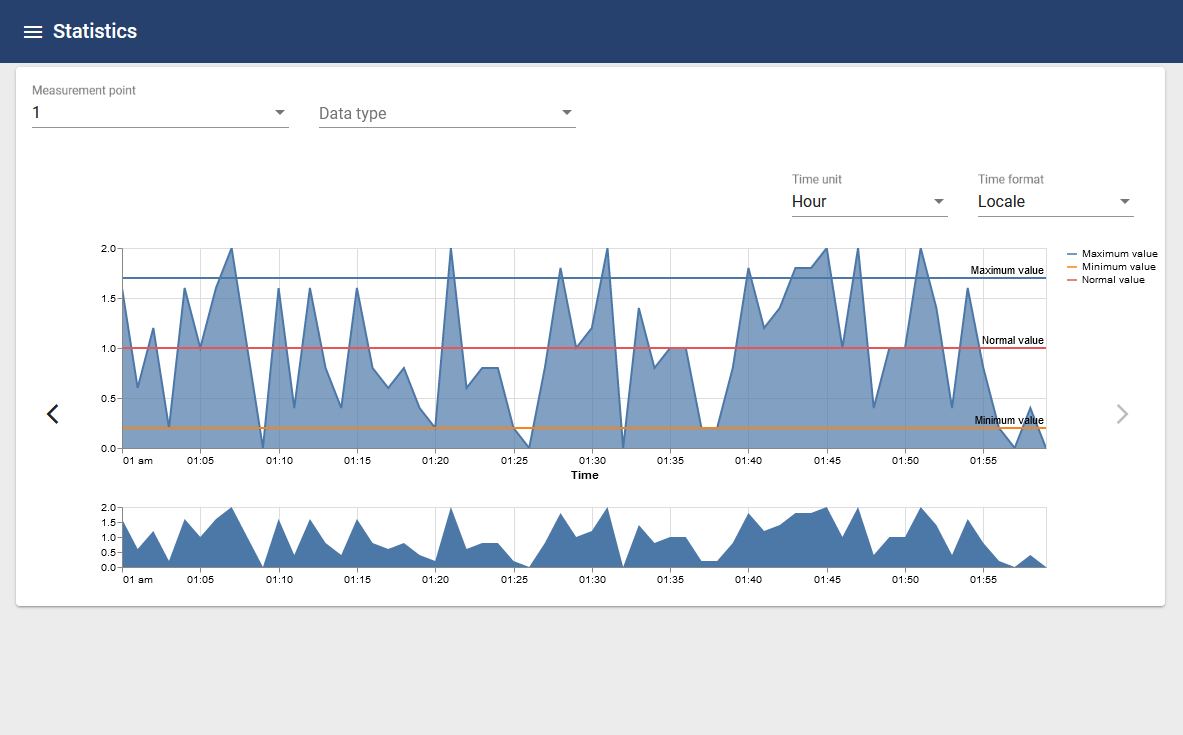 Statistics
Measurement point
1
Data type
Time unit
Time format
Hour
Locale
2.0
1.5
1.0
0.5
0.0
Maximum value
Normal value
Minimum value
Maximum value
Minimum value
Normal value
01 am 01:05 01:10 01:15 01:20 01:25 01:30 01:35 01:40 01:45 01:50 01:55
Time
2.0
1.5
1.0
0.5
0.0
01 am 01:05 01:10 01:15 01:20 01:25 01:30 01:35 01:40 01:45 01:50 01:55